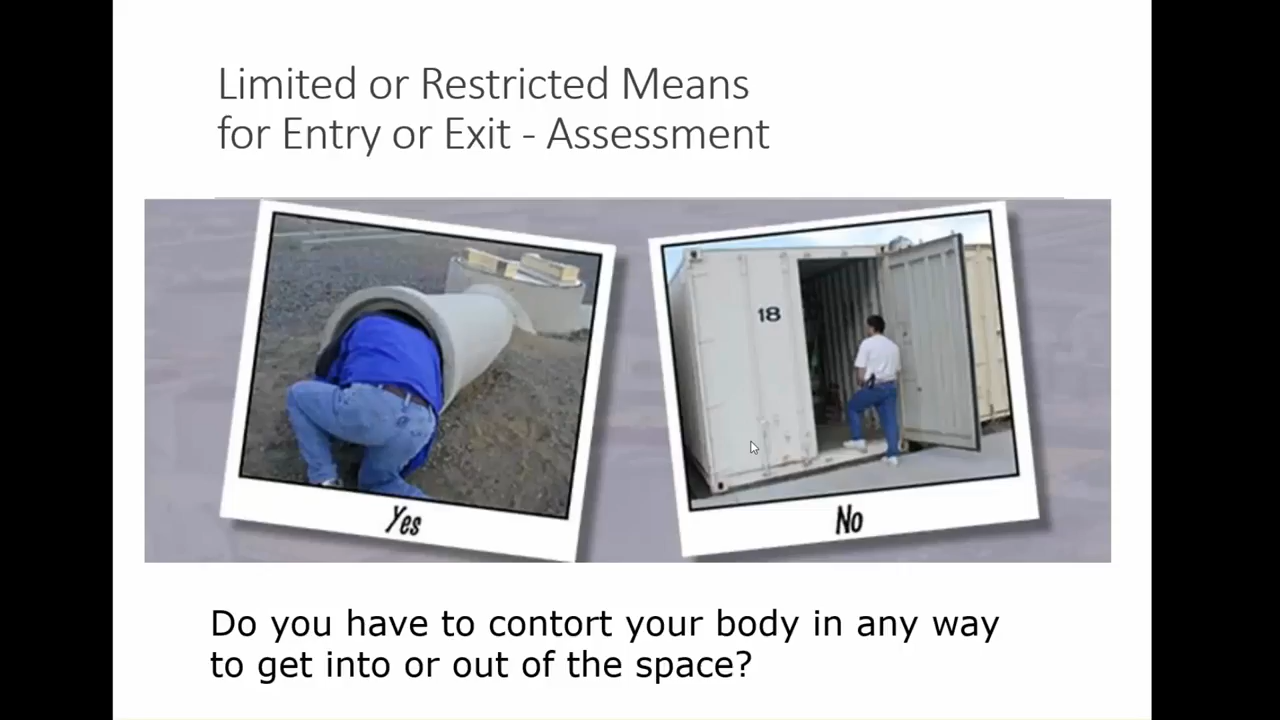 Limited or Restricted Means
for Entry or Exit - Assessment
18
Yes
No
Do you have to contort your body in any way
to get into or out of the space?